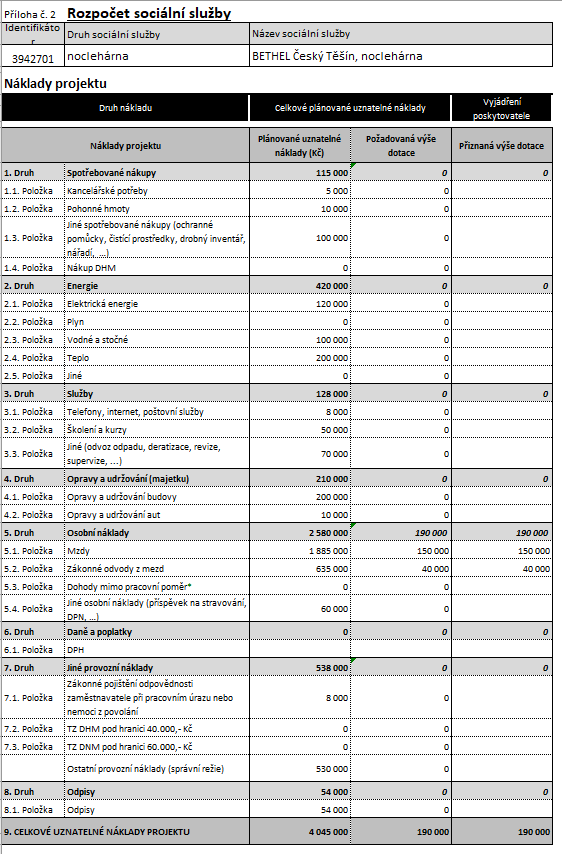 Příloha č. 2 Rozpočet sociální služby
Identifikáto Druh sociální služby Název sociální služby
r
3942701 noclehárna BETHEL Český Těšín, noclehárna
Náklady projektu
Druh nákladu Celkové plánované uznatelné náklady Vyjádření
poskytovatele
Náklady projektu Plánované uznatelné Požadovaná výše Přiznaná výše dotace
náklady (Kč) dotace
1. Druh Spotřebované nákupy 115 000 0 0
1.1. Položka Kancelářské potřeby 5 000 0
1.2. Položka Pohonné hmoty 10 000 0
Jiné spotřebované nákupy (ochranné
1.3. Položka pomůcky, čistící prostředky, drobný inventář, 100 000 0
nářadí, ...)
1.4. Položka Nákup DHM 0 0
2. Druh Energie 420 000 0 0
2.1. Položka Elektrická energie 120 000 0
2.2. Položka Plyn 0 0
2.3. Položka Vodné a stočné 100 000 0
2.4. Položka Teplo 200 000 0
2.5. Položka Jiné 0 0
3. Druh Služby 128 000 0 0
3.1. Položka Telefony, internet, poštovní služby 8 000 0
3.2. Položka Školení a kurzy 50 000 0
3.3. Položka Jiné (odvoz odpadu, deratizace, revize, 70 000 0
supervize, ...)
4. Druh Opravy a udržování (majetku) 210 000 0 0
4.1. Položka Opravy a udržování budovy 200 000 0
4.2. Položka Opravy a udržování aut 10 000 0
5. Druh Osobní náklady 2 580 000 190 000 190 000
5.1. Položka Mzdy 1 885 000 150 000 150 000
5.2. Položka Zákonné odvody z mezd 635 000 40 000 40 000
5.3. Položka Dohody mimo pracovní poměr* 0 0
5.4. Položka Jiné osobní náklady (příspěvek na stravování, 60 000 0
DPN, ...)
6. Druh Daně a poplatky 0 0 0
6.1. Položka DPH
7. Druh Jiné provozní náklady 538 000 0 0
Zákonné pojištění odpovědnosti
7.1. Položka zaměstnavatele při pracovním úrazu nebo 8 000 0
nemoci z povolání
7.2. Položka TZ DHM pod hranici 40.000,- Kč 0 0
7.3. Položka TZ DNM pod hranici 60.000,- Kč 0 0
Ostatní provozní náklady (správní režie) 530 000 0
8. Druh Odpisy 54 000 0 0
8.1. Položka Odpisy 54 000 0
9. CELKOVÉ UZNATELNÉ NÁKLADY PROJEKTU 4 045 000 190 000 190 000